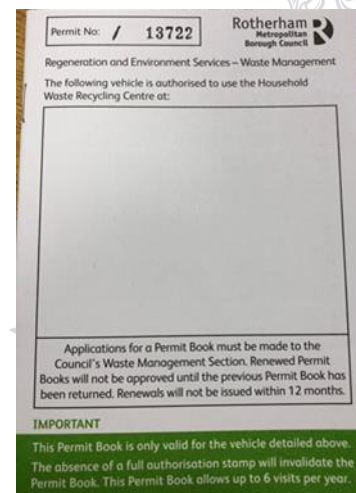 Permit No: / 13722
Rotherham
Metropolitan
Borough Council
Regeneration and Environment Services – Waste Management
The following vehicle is authorised to use the Household
Waste Recycling Centre at:
Applications for a Permit Book must be made to the
Council's Waste Management Section. Renewed Permit
Books will not be approved until the previous Permit Book has
been returned. Renewals will not be issued within 12 months.
IMPORTANT
This Permit Book is only valid for the vehicle detailed above.
The absence of a full authorisation stamp will invalidate the
Permit Book. This Permit Book allows up to 6 visits per year.